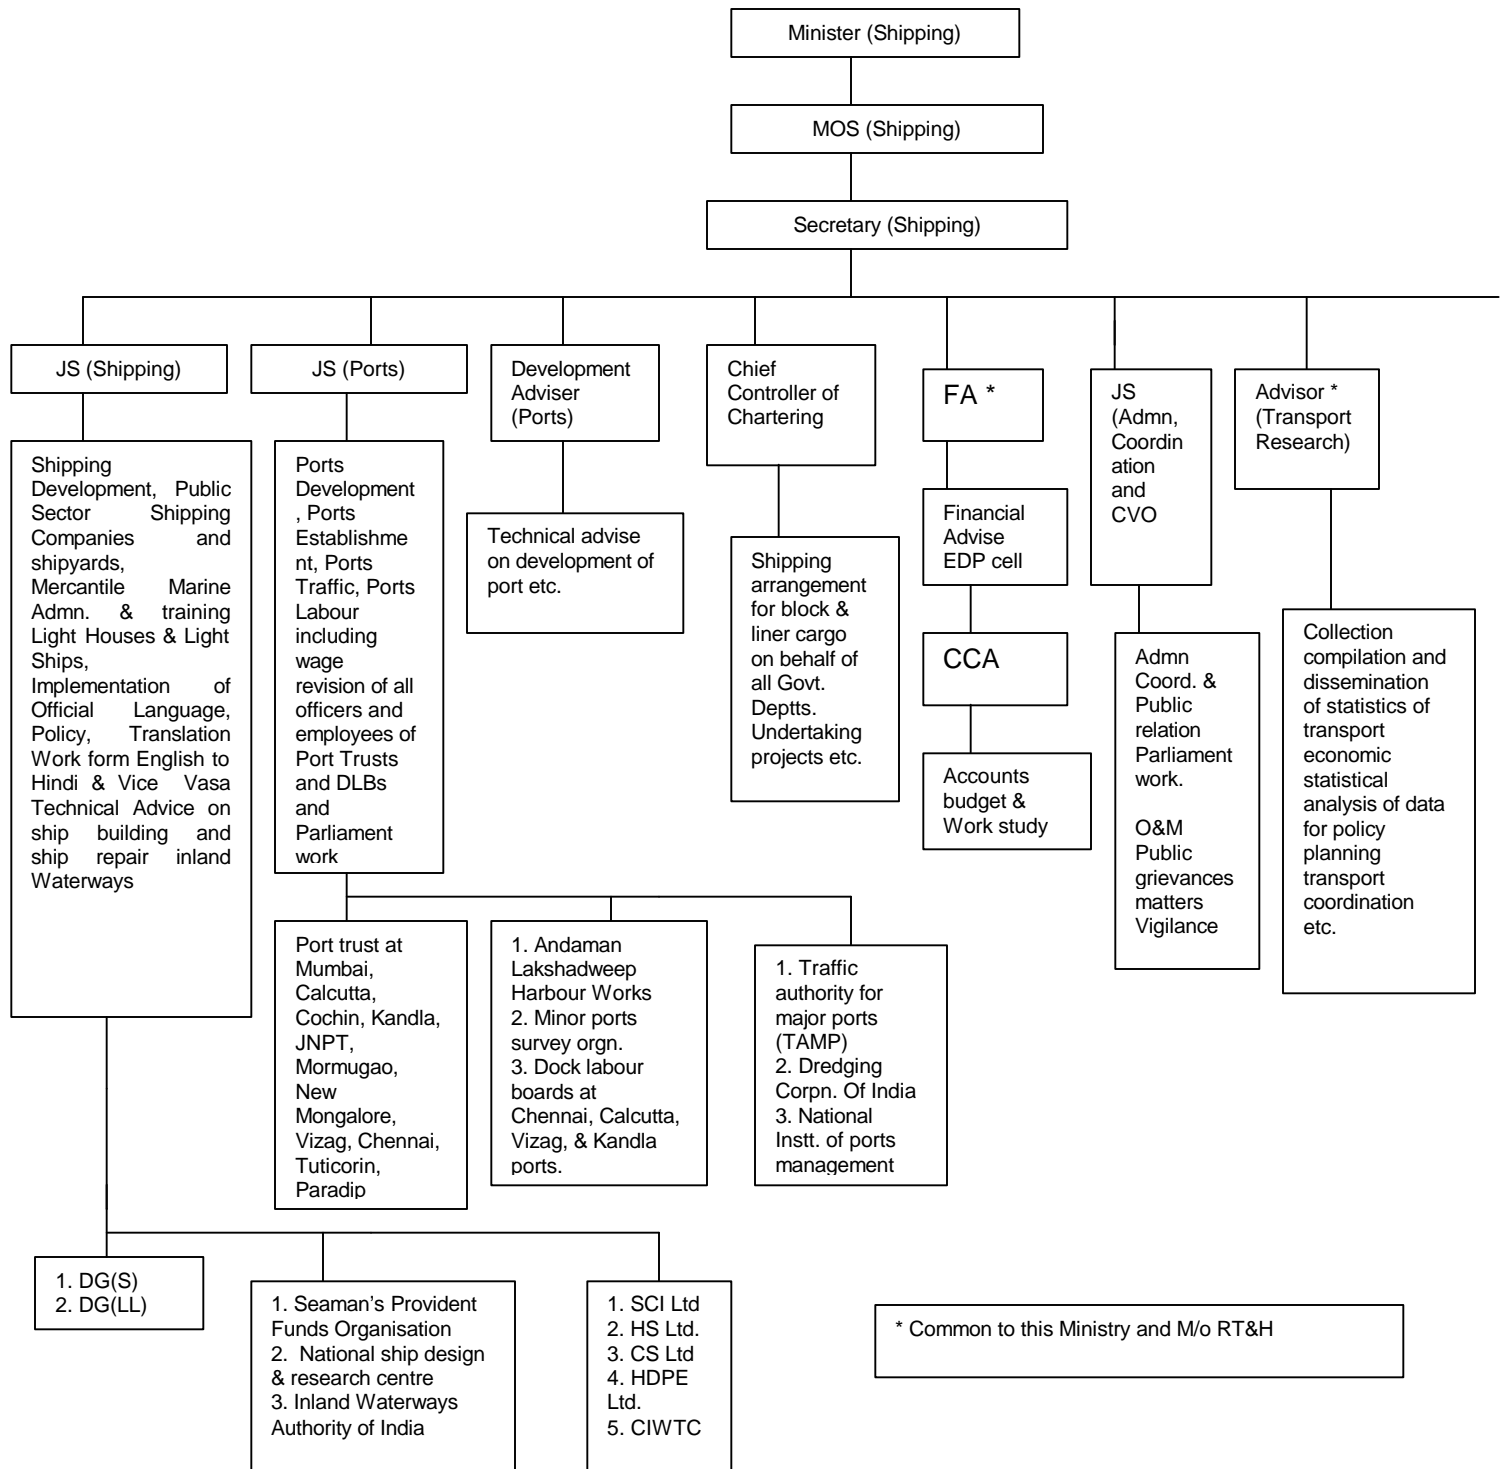 Minister (Shipping)
MOS (Shipping)
Secretary (Shipping)
JS (Shipping)
JS (Ports)
Development
Adviser
(Ports)
Chief
Controller of
Chartering
FA *
JS
(Admn,
Coordin
ation
and
CVO
Advisor *
(Transport
Research)
Shipping
Development, Public
Sector Shipping
Companies and
shipyards,
Mercantile Marine
Admn. & training
Light Houses & Light
Ships,
Implementation of
Official Language,
Policy, Translation
Work form English to
Hindi & Vice Vasa
Technical Advice on
ship building and
ship repair inland
Waterways
Ports
Development
, Ports
Establishme
nt, Ports
Traffic, Ports
Labour
including
wage
revision of all
officers and
employees of
Port Trusts
and DLBs
and
Parliament
work
Technical advise
on development of
port etc.
Shipping
arrangement
for block &
liner cargo
on behalf of
all Govt.
Deptts.
Undertaking
projects etc.
Financial
Advise
EDP cell
CCA
Accounts
budget &
Work study
Admn
Coord. &
Public
relation
Parliament
work.
O&M
Public
grievances
matters
Vigilance
Collection
compilation and
dissemination
of statistics of
transport
economic
statistical
analysis of data
for policy
planning
transport
coordination
etc.
Port trust at
Mumbai,
Calcutta,
Cochin, Kandla,
JNPT,
Mormugao,
New
Mongalore,
Vizag, Chennai,
Tuticorin,
Paradip
1. Andaman
Lakshadweep
Harbour Works
2. Minor ports
survey orgn.
3. Dock labour
boards at
Chennai, Calcutta,
Vizag, & Kandla
ports.
1. Traffic
authority for
major ports
(TAMP)
2. Dredging
Corpn. Of India
3. National
Instt. of ports
management
1. DG(S)
2. DG(LL)
1. Seaman’s Provident
Funds Organisation
2. National ship design
& research centre
3. Inland Waterways
Authority of India
1. SCI Ltd
2. HS Ltd.
3. CS Ltd
4. HDPE
Ltd.
5. CIWTC
* Common to this Ministry and M/o RT&H